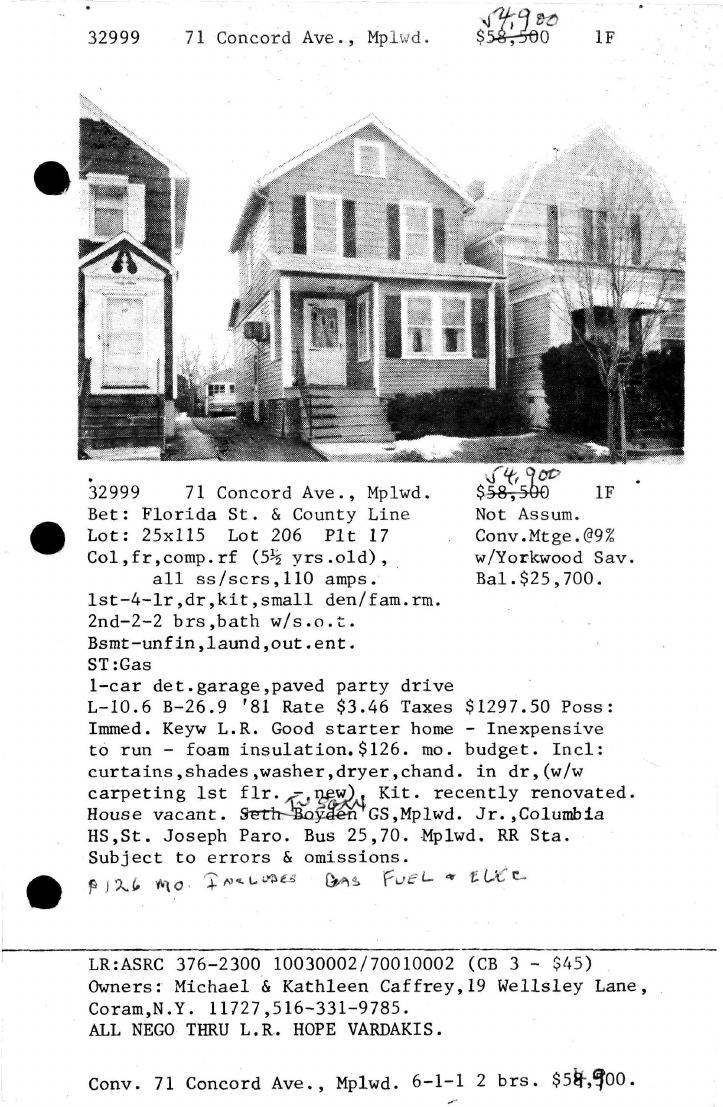 54,900
32999 71 Concord Ave., Mplwd. $58,500 1F
54,900
32999 71 Concord Ave., Mplwd. $58,500 1F
Bet: Florida St. & County Line Not Assum.
Lot: 25x115 Lot 206 Plt 17 Conv.Mtge.@9%
Col,fr,comp.rf (5½ yrs.old), w/Yorkwood Sav.
all ss/scrs,110 amps. Bal.$25,700.
1st-4-lr,dr,kit,small den/fam.rm.
2nd-2-2 brs,bath w/s.o.t.
Bsmt-unfin,laund,out.ent.
ST:Gas
1-car det.garage,paved party drive
L-10.6 B-26.9 '81 Rate $3.46 Taxes $1297.50 Poss:
Immed. Keyw L.R. Good starter home - Inexpensive
to run - foam insulation.$126. mo. budget. Incl:
curtains,shades,washer,dryer,chand. in dr,(w/w
carpeting 1st flr. - new). Kit. recently renovated.
House vacant. Seth Boyden GS,Mplwd. Jr.,Columbia
HS,St. Joseph Paro. Bus 25,70. Mplwd. RR Sta.
Subject to errors & omissions.
$126 MO. INCLUDES GAS FUEL & ELEC
LR:ASRC 376-2300 10030002/70010002 (CB 3 - $45)
Owners: Michael & Kathleen Caffrey,19 Wellsley Lane,
Coram,N.Y. 11727,516-331-9785.
ALL NEGO THRU L.R. HOPE VARDAKIS.
Conv. 71 Concord Ave., Mplwd. 6-1-1 2 brs. $54,900.